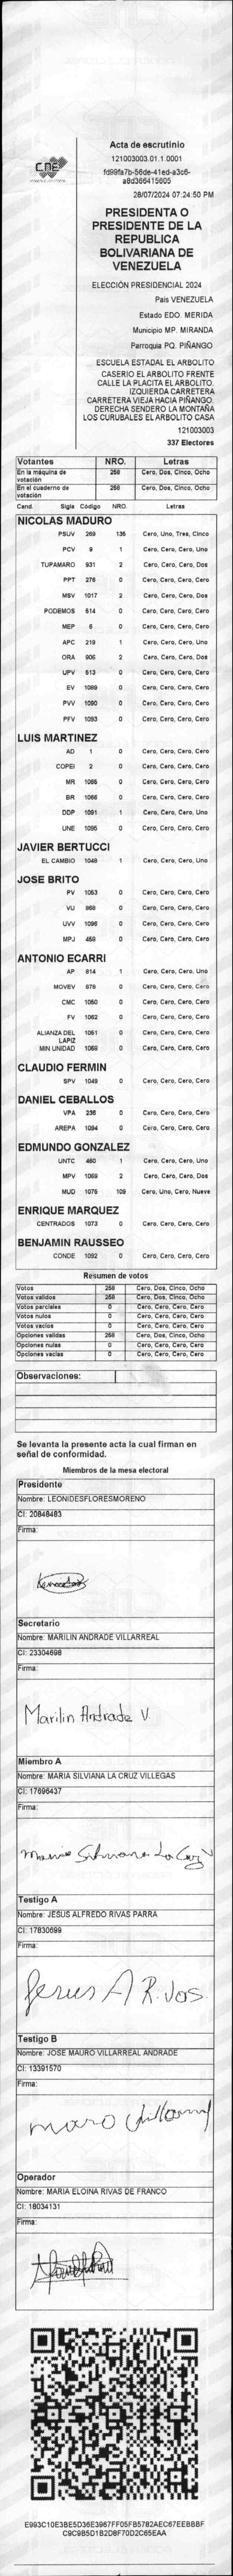 Acta de escrutinio
121003003.01.1.0001
fd99fa7b-56de-41ed-a3c6-
a8d366415605
28/07/2024 07:24:50 PM
CNE
PRESIDENTA O
PRESIDENTE DE LA
REPUBLICA
BOLIVARIANA DE
VENEZUELA
ELECCIÓN PRESIDENCIAL 2024
País VENEZUELA
Estado EDO. MERIDA
Municipio MP. MIRANDA
Parroquia PQ. PIÑANGO
ESCUELA ESTADAL EL ARBOLITO
CASERIO EL ARBOLITO FRENTE
CALLE LA PLACITA EL ARBOLITO.
IZQUIERDA CARRETERA
CARRETERA VIEJA HACIA PIÑANGO.
DERECHA SENDERO LA MONTAÑA
LOS CURUBALES EL ARBOLITO CASA
121003003
337 Electores
Votantes NRO. Letras
En la máquina de votación 258 Cero, Dos, Cinco, Ocho
En el cuaderno de votación 258 Cero, Dos, Cinco, Ocho
Cand. Sigla Código NRO. Letras
NICOLAS MADURO
PSUV 269 135 Cero, Uno, Tres, Cinco
PCV 9 1 Cero, Cero, Cero, Uno
TUPAMARO 931 2 Cero, Cero, Cero, Dos
PPT 276 0 Cero, Cero, Cero, Cero
MSV 1017 2 Cero, Cero, Cero, Dos
PODEMOS 514 0 Cero, Cero, Cero, Cero
MEP 6 0 Cero, Cero, Cero, Cero
APC 219 1 Cero, Cero, Cero, Uno
ORA 906 2 Cero, Cero, Cero, Dos
UPV 513 0 Cero, Cero, Cero, Cero
EV 1089 0 Cero, Cero, Cero, Cero
PVV 1090 0 Cero, Cero, Cero, Cero
PFV 1093 0 Cero, Cero, Cero, Cero
LUIS MARTINEZ
AD 1 0 Cero, Cero, Cero, Cero
COPEI 2 0 Cero, Cero, Cero, Cero
MR 1085 0 Cero, Cero, Cero, Cero
BR 1066 0 Cero, Cero, Cero, Cero
DDP 1091 1 Cero, Cero, Cero, Uno
UNE 1095 0 Cero, Cero, Cero, Cero
JAVIER BERTUCCI
EL CAMBIO 1048 1 Cero, Cero, Cero, Uno
JOSE BRITO
PV 1053 0 Cero, Cero, Cero, Cero
VU 868 0 Cero, Cero, Cero, Cero
UVV 1096 0 Cero, Cero, Cero, Cero
MPJ 458 0 Cero, Cero, Cero, Cero
ANTONIO ECARRI
AP 814 1 Cero, Cero, Cero, Uno
MOVEV 878 0 Cero, Cero, Cero, Cero
CMC 1050 0 Cero, Cero, Cero, Cero
FV 1062 0 Cero, Cero, Cero, Cero
ALIANZA DEL LAPIZ 1051 0 Cero, Cero, Cero, Cero
MIN UNIDAD 1068 0 Cero, Cero, Cero, Cero
CLAUDIO FERMIN
SPV 1049 0 Cero, Cero, Cero, Cero
DANIEL CEBALLOS
VPA 236 0 Cero, Cero, Cero, Cero
AREPA 1094 0 Cero, Cero, Cero, Cero
EDMUNDO GONZALEZ
UNTC 460 1 Cero, Cero, Cero, Uno
MPV 1069 2 Cero, Cero, Cero, Dos
MUD 1075 109 Cero, Uno, Cero, Nueve
ENRIQUE MARQUEZ
CENTRADOS 1073 0 Cero, Cero, Cero, Cero
BENJAMIN RAUSSEO
CONDE 1092 0 Cero, Cero, Cero, Cero
Resumen de votos
Votos 258 Cero, Dos, Cinco, Ocho
Votos validos 258 Cero, Dos, Cinco, Ocho
Votos parciales 0 Cero, Cero, Cero, Cero
Votos nulos 0 Cero, Cero, Cero, Cero
Votos vacios 0 Cero, Cero, Cero, Cero
Opciones validas 258 Cero, Dos, Cinco, Ocho
Opciones nulas 0 Cero, Cero, Cero, Cero
Opciones vacias 0 Cero, Cero, Cero, Cero
Observaciones:
Se levanta la presente acta la cual firman en
señal de conformidad.
Miembros de la mesa electoral
Presidente
Nombre: LEONIDESFLORESMORENO
CI: 20848483
Firma:
Secretario
Nombre: MARILIN ANDRADE VILLARREAL
CI: 23304698
Firma:
Marilin Andrade V.
Miembro A
Nombre: MARIA SILVIANA LA CRUZ VILLEGAS
CI: 17696437
Firma:
Maria Silviana La Cruz V
Testigo A
Nombre: JESUS ALFREDO RIVAS PARRA
CI: 17830699
Firma:
Jesus A Rivas
Testigo B
Nombre: JOSE MAURO VILLARREAL ANDRADE
CI: 13391570
Firma:
mauro Villarreal
Operador
Nombre: MARIA ELOINA RIVAS DE FRANCO
CI: 18034131
Firma:
E993C10E3BE5D36E3967FF05FB5782AEC67EEBBBF
C9C9B5D1B2D8F70D2C65EAA